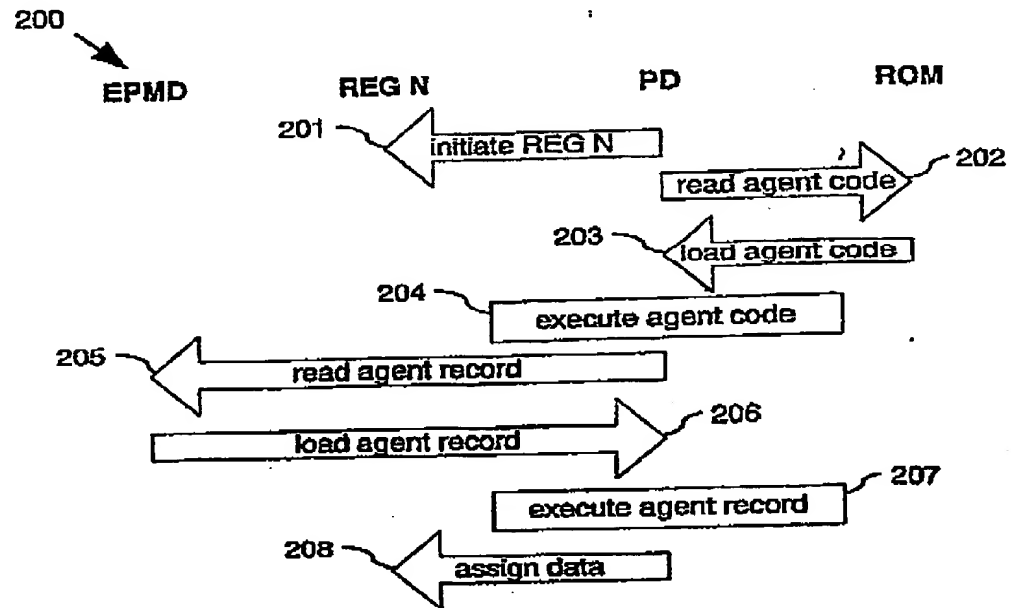 200
EPMD REG N PD ROM
201 initiate REG N
read agent code 202
203 load agent code
204 execute agent code
205 read agent record
load agent record 206
execute agent record 207
208 assign data